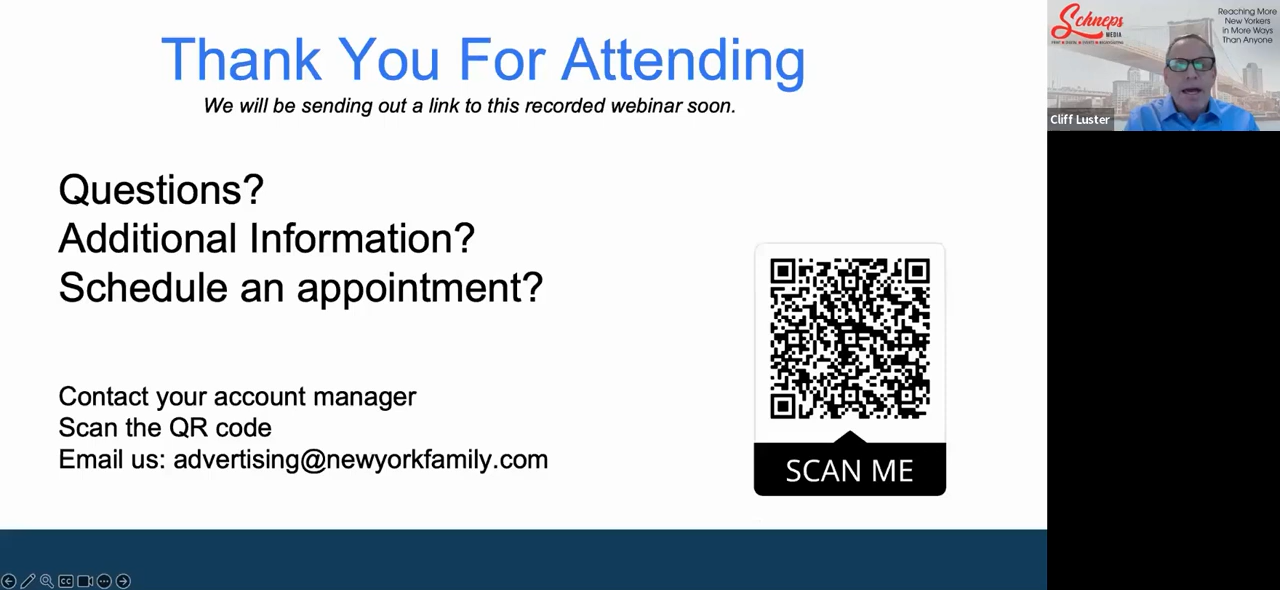 Thank You For Attending
We will be sending out a link to this recorded webinar soon.
Questions?
Additional Information?
Schedule an appointment?
Contact your account manager
Scan the QR code
Email us: advertising@newyorkfamily.com
SCAN ME
Schneps
MEDIA
Reaching More
New Yorkers
in More Ways
Than Anyone
Cliff Luster
CC